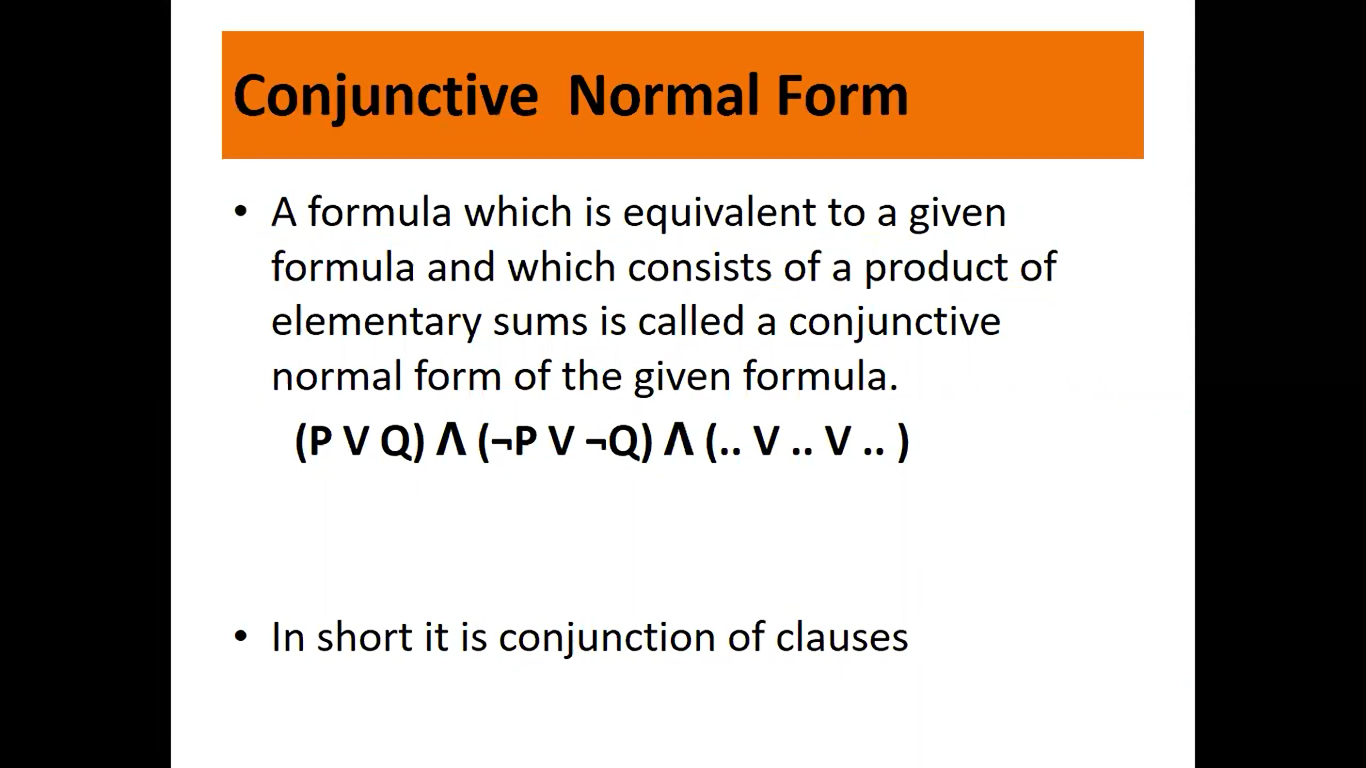 Conjunctive  Normal Form
• A formula which is equivalent to a given
formula and which consists of a product of
elementary sums is called a conjunctive
normal form of the given formula.
(P V Q) Λ (¬P V ¬Q) Λ (.. V .. V .. )
• In short it is conjunction of clauses